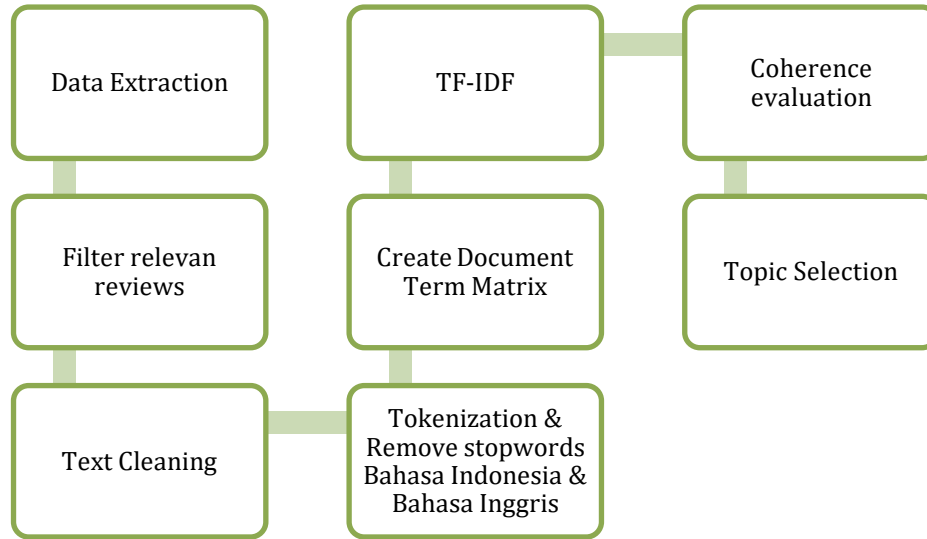 Data Extraction
Filter relevan
reviews
Text Cleaning
Tokenization &
Remove stopwords
Bahasa Indonesia &
Bahasa Inggris
Create Document
Term Matrix
TF-IDF
Coherence
evaluation
Topic Selection